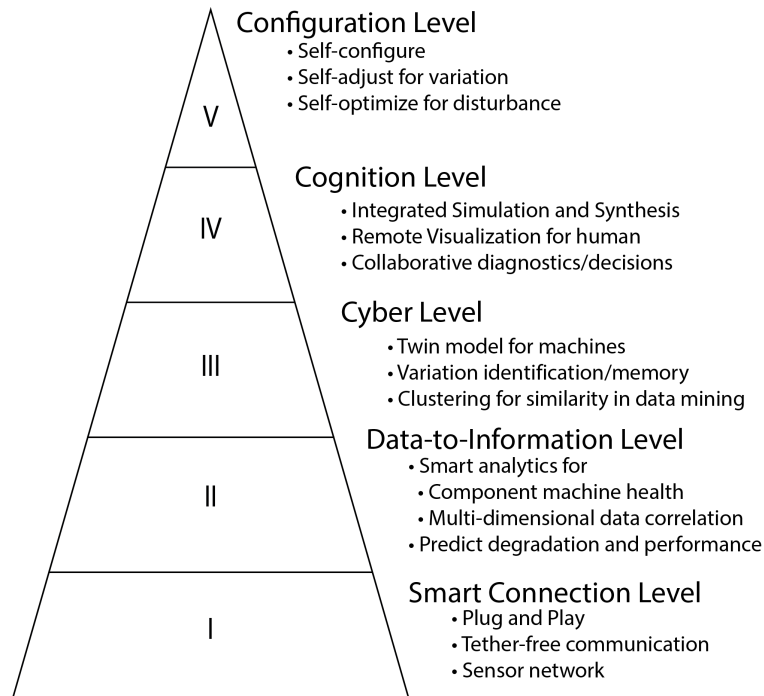 Configuration Level
• Self-configure
• Self-adjust for variation
• Self-optimize for disturbance
V
Cognition Level
• Integrated Simulation and Synthesis
• Remote Visualization for human
• Collaborative diagnostics/decisions
IV
Cyber Level
• Twin model for machines
• Variation identification/memory
• Clustering for similarity in data mining
III
Data-to-Information Level
• Smart analytics for
• Component machine health
• Multi-dimensional data correlation
• Predict degradation and performance
II
Smart Connection Level
• Plug and Play
• Tether-free communication
• Sensor network
I